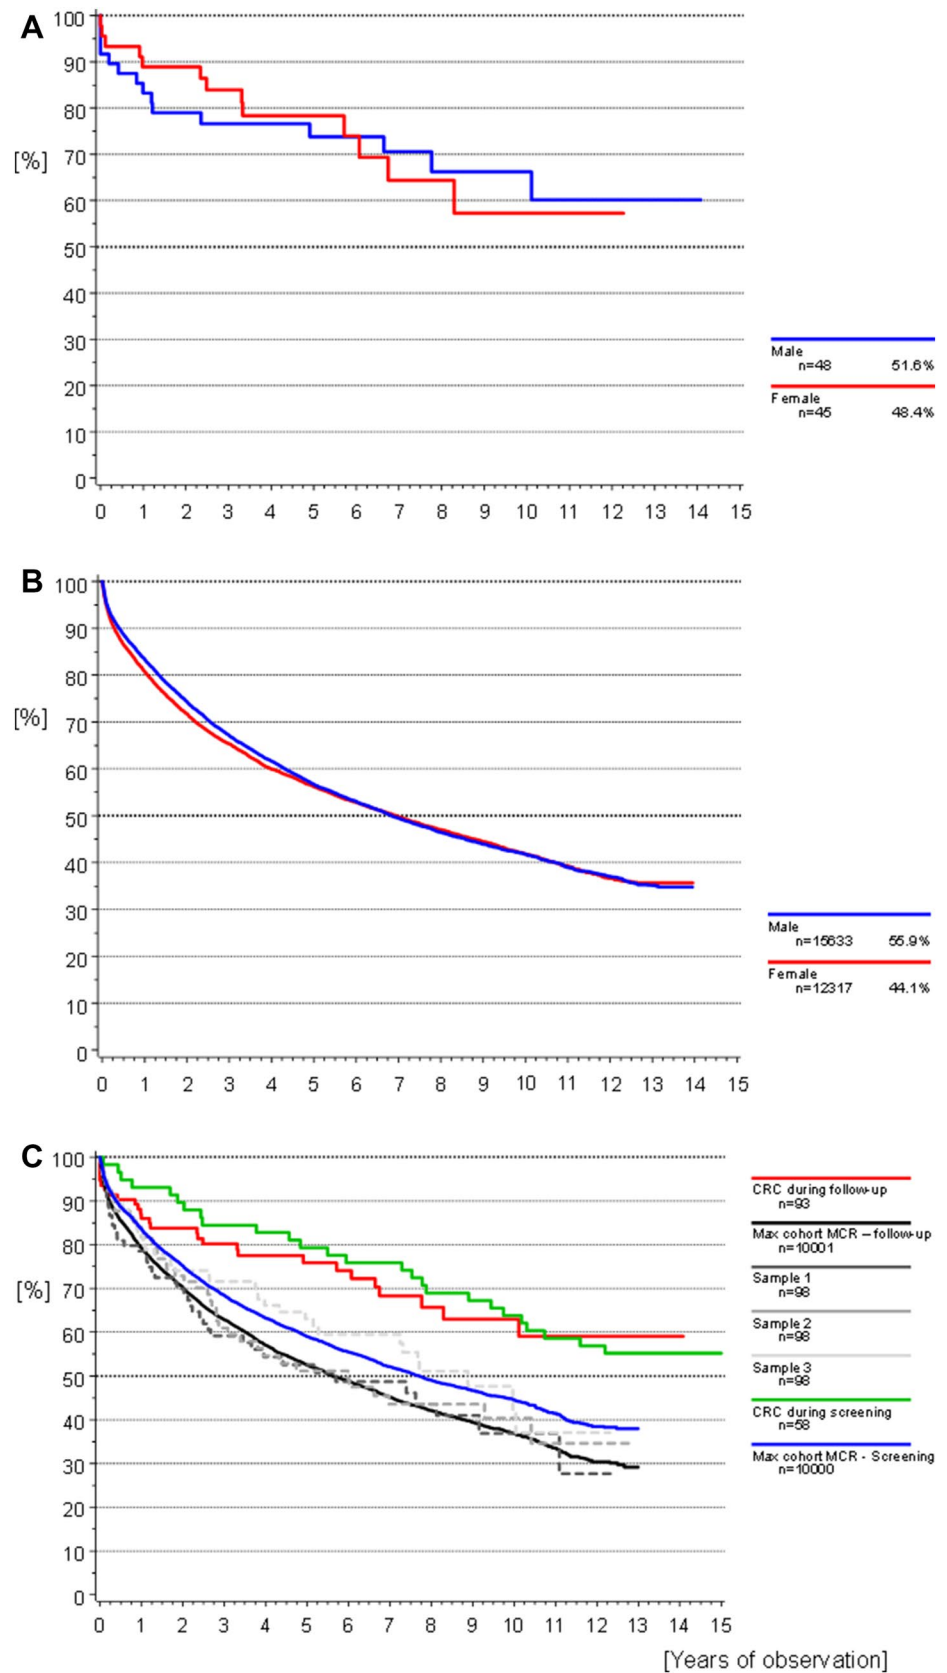 A
100
90
80
70
[%]
60
50
40
30
20
10
0
0 1 2 3 4 5 6 7 8 9 10 11 12 13 14 15
Male
n=48 51.6%
Female
n=45 48.4%
B
100
90
80
70
[%]
60
50
40
30
20
10
0
0 1 2 3 4 5 6 7 8 9 10 11 12 13 14 15
Male
n=15633 55.9%
Female
n=12317 44.1%
C
100
90
80
70
[%]
60
50
40
30
20
10
0
0 1 2 3 4 5 6 7 8 9 10 11 12 13 14 15
[Years of observation]
CRC during follow-up
n=93
Max cohort MCR – follow-up
n=10001
Sample 1
n=98
Sample 2
n=98
Sample 3
n=98
CRC during screening
n=58
Max cohort MCR - Screening
n=10000